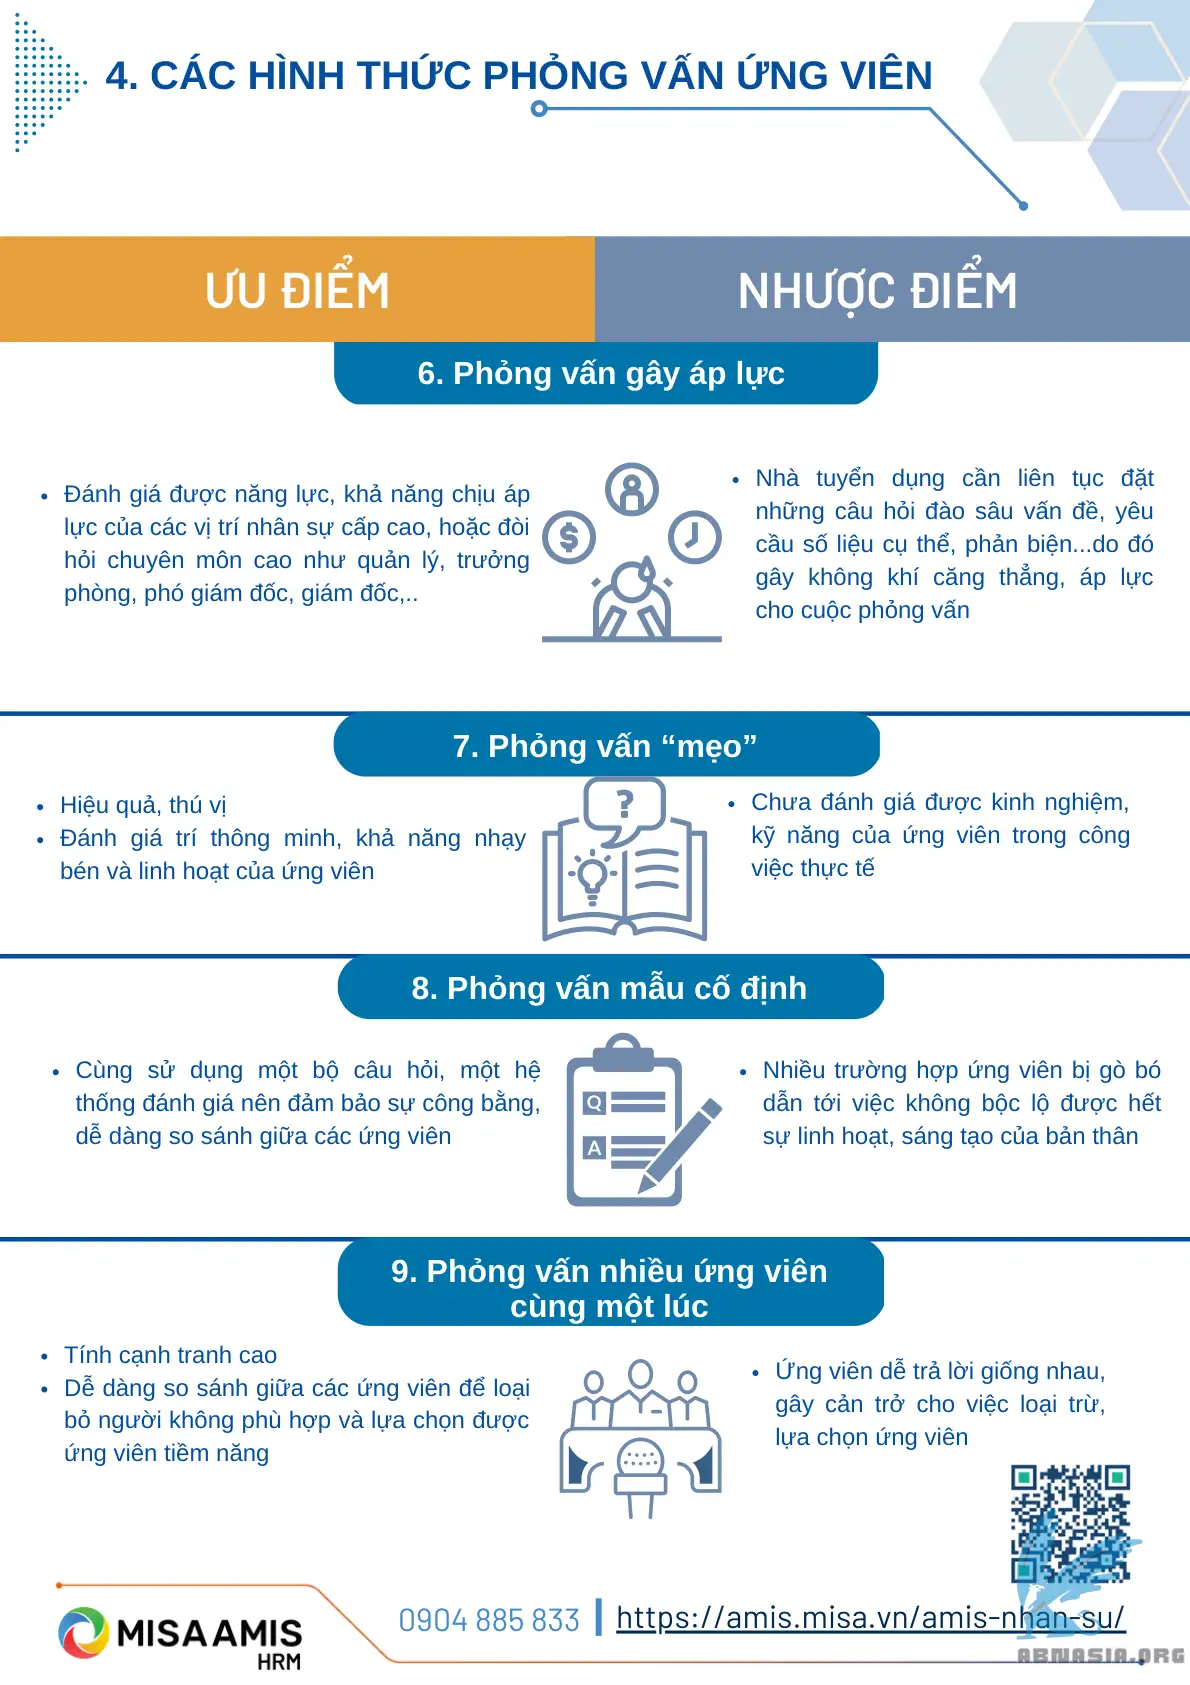 4. CÁC HÌNH THỨC PHỎNG VẤN ỨNG VIÊN
ƯU ĐIỂM
NHƯỢC ĐIỂM
6. Phỏng vấn gây áp lực
• Đánh giá được năng lực, khả năng chịu áp
lực của các vị trí nhân sự cấp cao, hoặc đòi
hỏi chuyên môn cao như quản lý, trưởng
phòng, phó giám đốc, giám đốc,..
$
• Nhà tuyển dụng cần liên tục đặt
những câu hỏi đào sâu vấn đề, yêu
cầu số liệu cụ thể, phản biện...do đó
gây không khí căng thẳng, áp lực
cho cuộc phỏng vấn
7. Phỏng vấn “mẹo”
• Hiệu quả, thú vị
• Đánh giá trí thông minh, khả năng nhạy
bén và linh hoạt của ứng viên
?
• Chưa đánh giá được kinh nghiệm,
kỹ năng của ứng viên trong công
việc thực tế
8. Phỏng vấn mẫu cố định
• Cùng sử dụng một bộ câu hỏi, một hệ
thống đánh giá nên đảm bảo sự công bằng,
dễ dàng so sánh giữa các ứng viên
Q
A
• Nhiều trường hợp ứng viên bị gò bó
dẫn tới việc không bộc lộ được hết
sự linh hoạt, sáng tạo của bản thân
9. Phỏng vấn nhiều ứng viên
cùng một lúc
• Tính cạnh tranh cao
• Dễ dàng so sánh giữa các ứng viên để loại
bỏ người không phù hợp và lựa chọn được
ứng viên tiềm năng
• Ứng viên dễ trả lời giống nhau,
gây cản trở cho việc loại trừ,
lựa chọn ứng viên
MISA AMIS
HRM
0904 885 833 | https://amis.misa.vn/amis-nhan-su/
ABNASIA.ORG